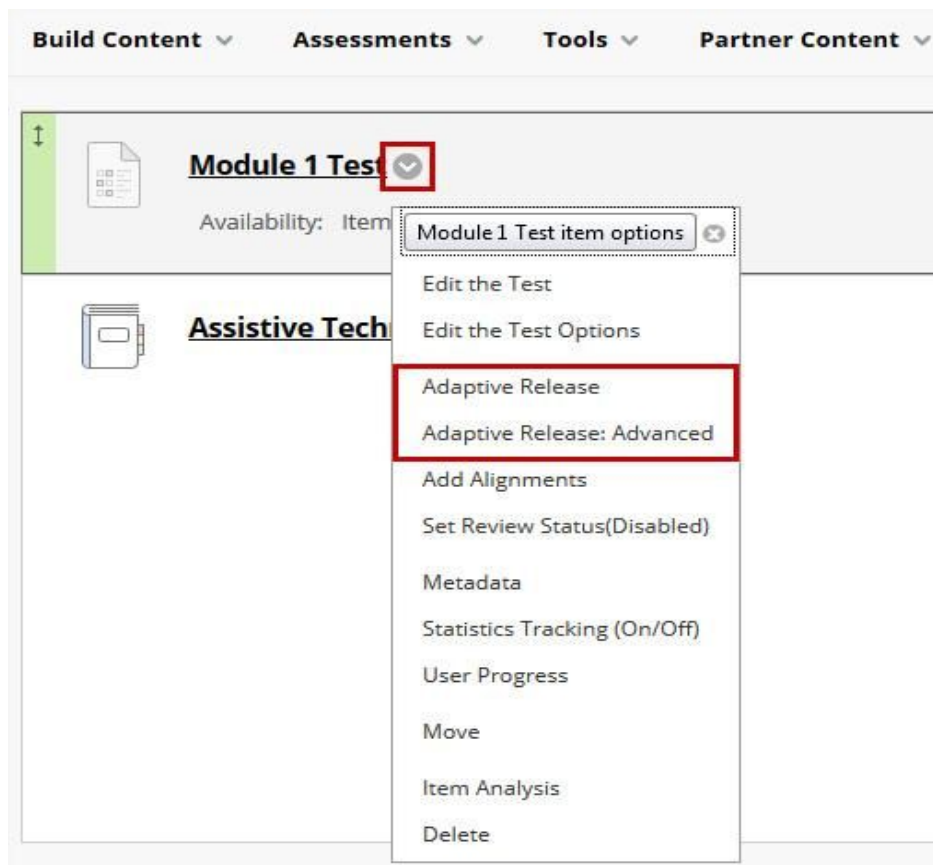 Build Content Assessments Tools Partner Content
Module 1 Test
Availability: Item
Module 1 Test item options
Edit the Test
Assistive Tech
Edit the Test Options
Adaptive Release
Adaptive Release: Advanced
Add Alignments
Set Review Status(Disabled)
Metadata
Statistics Tracking (On/Off)
User Progress
Move
Item Analysis
Delete